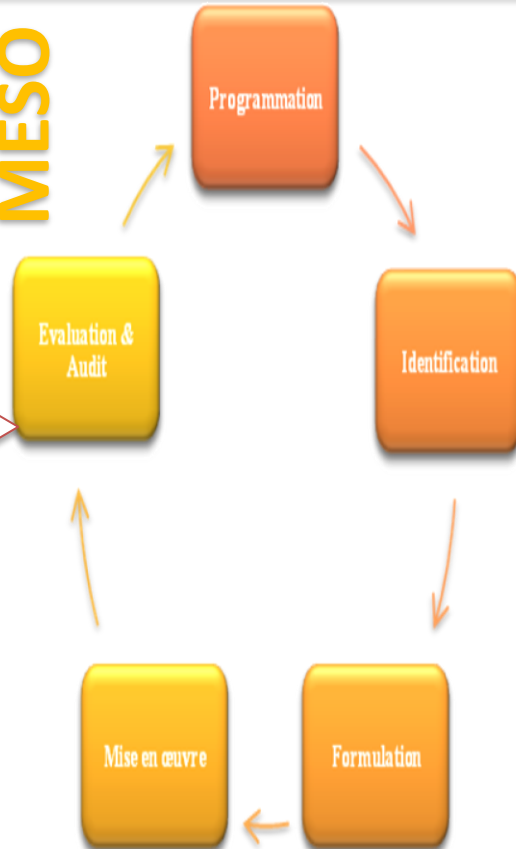 MESO
Programmation
Evaluation &
Audit
Identification
Mise en œuvre
Formulation